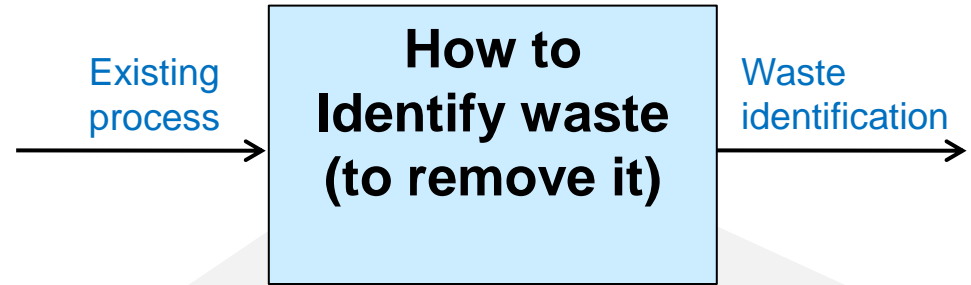 Existing
process
How to
Identify waste
(to remove it)
Waste
identification